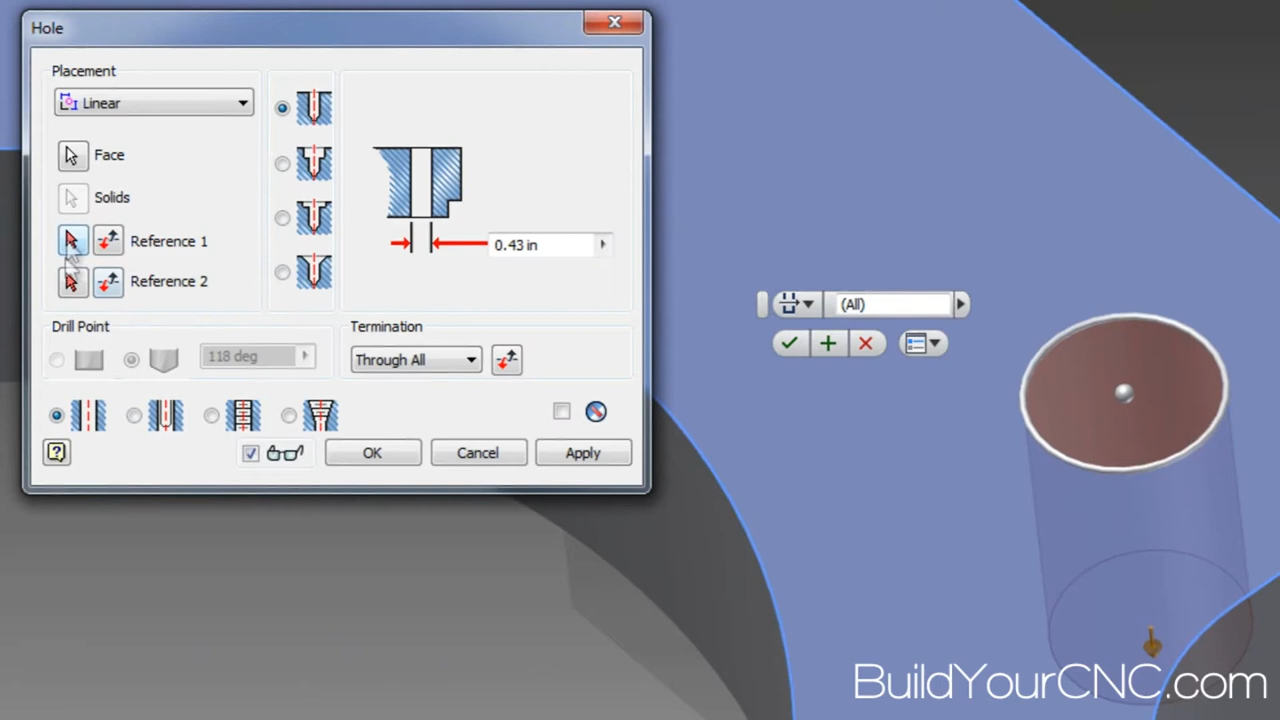 Hole
Placement
Linear
Face
Solids
Reference 1
Reference 2
0.43 in
Drill Point
118 deg
Termination
Through All
OK
Cancel
Apply
(All)
BuildYourCNC.com